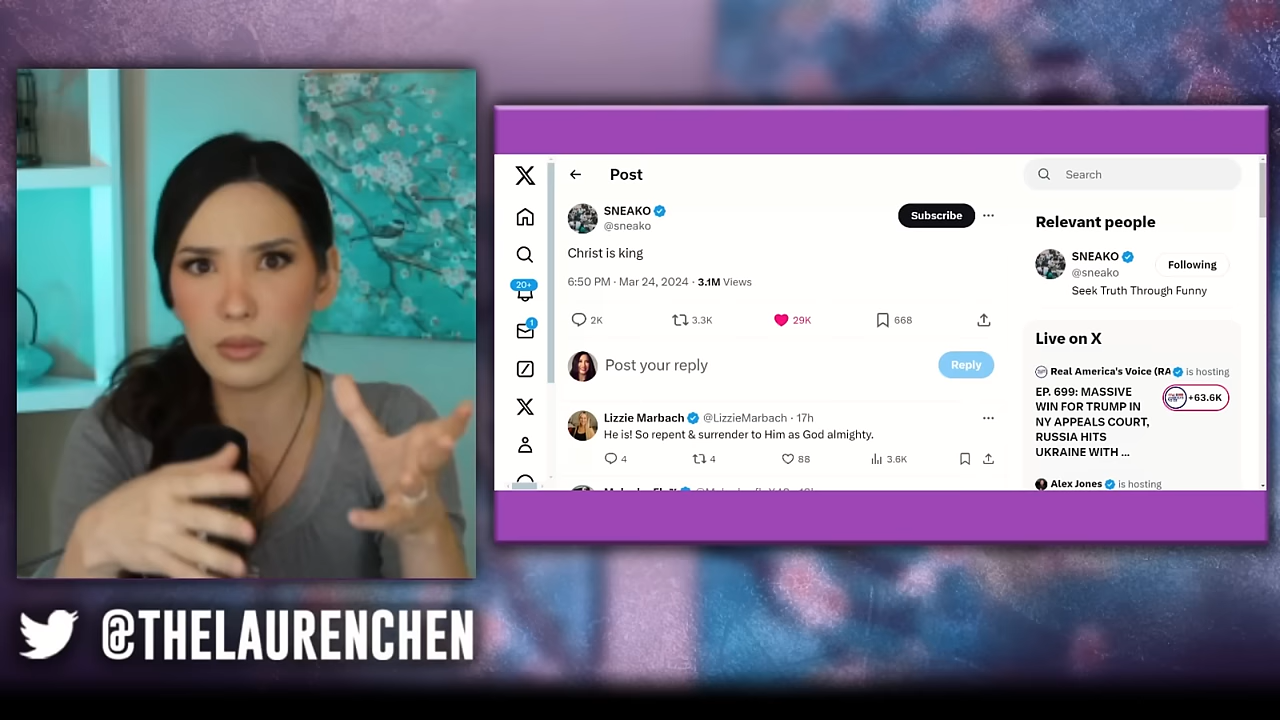 @THELAURENCHEN
Post
SNEAKO
@sneako
Subscribe
Christ is king
6:50 PM · Mar 24, 2024 · 3.1M Views
2K
3.3K
29K
668
Post your reply
Reply
Lizzie Marbach @LizzieMarbach · 17h
He is! So repent & surrender to Him as God almighty.
4
4
88
3.6K
20+
1
Search
Relevant people
SNEAKO
@sneako
Following
Seek Truth Through Funny
Live on X
Real America's Voice (RA is hosting
EP. 699: MASSIVE
WIN FOR TRUMP IN
NY APPEALS COURT,
RUSSIA HITS
UKRAINE WITH ...
+63.6K
Alex Jones is hosting